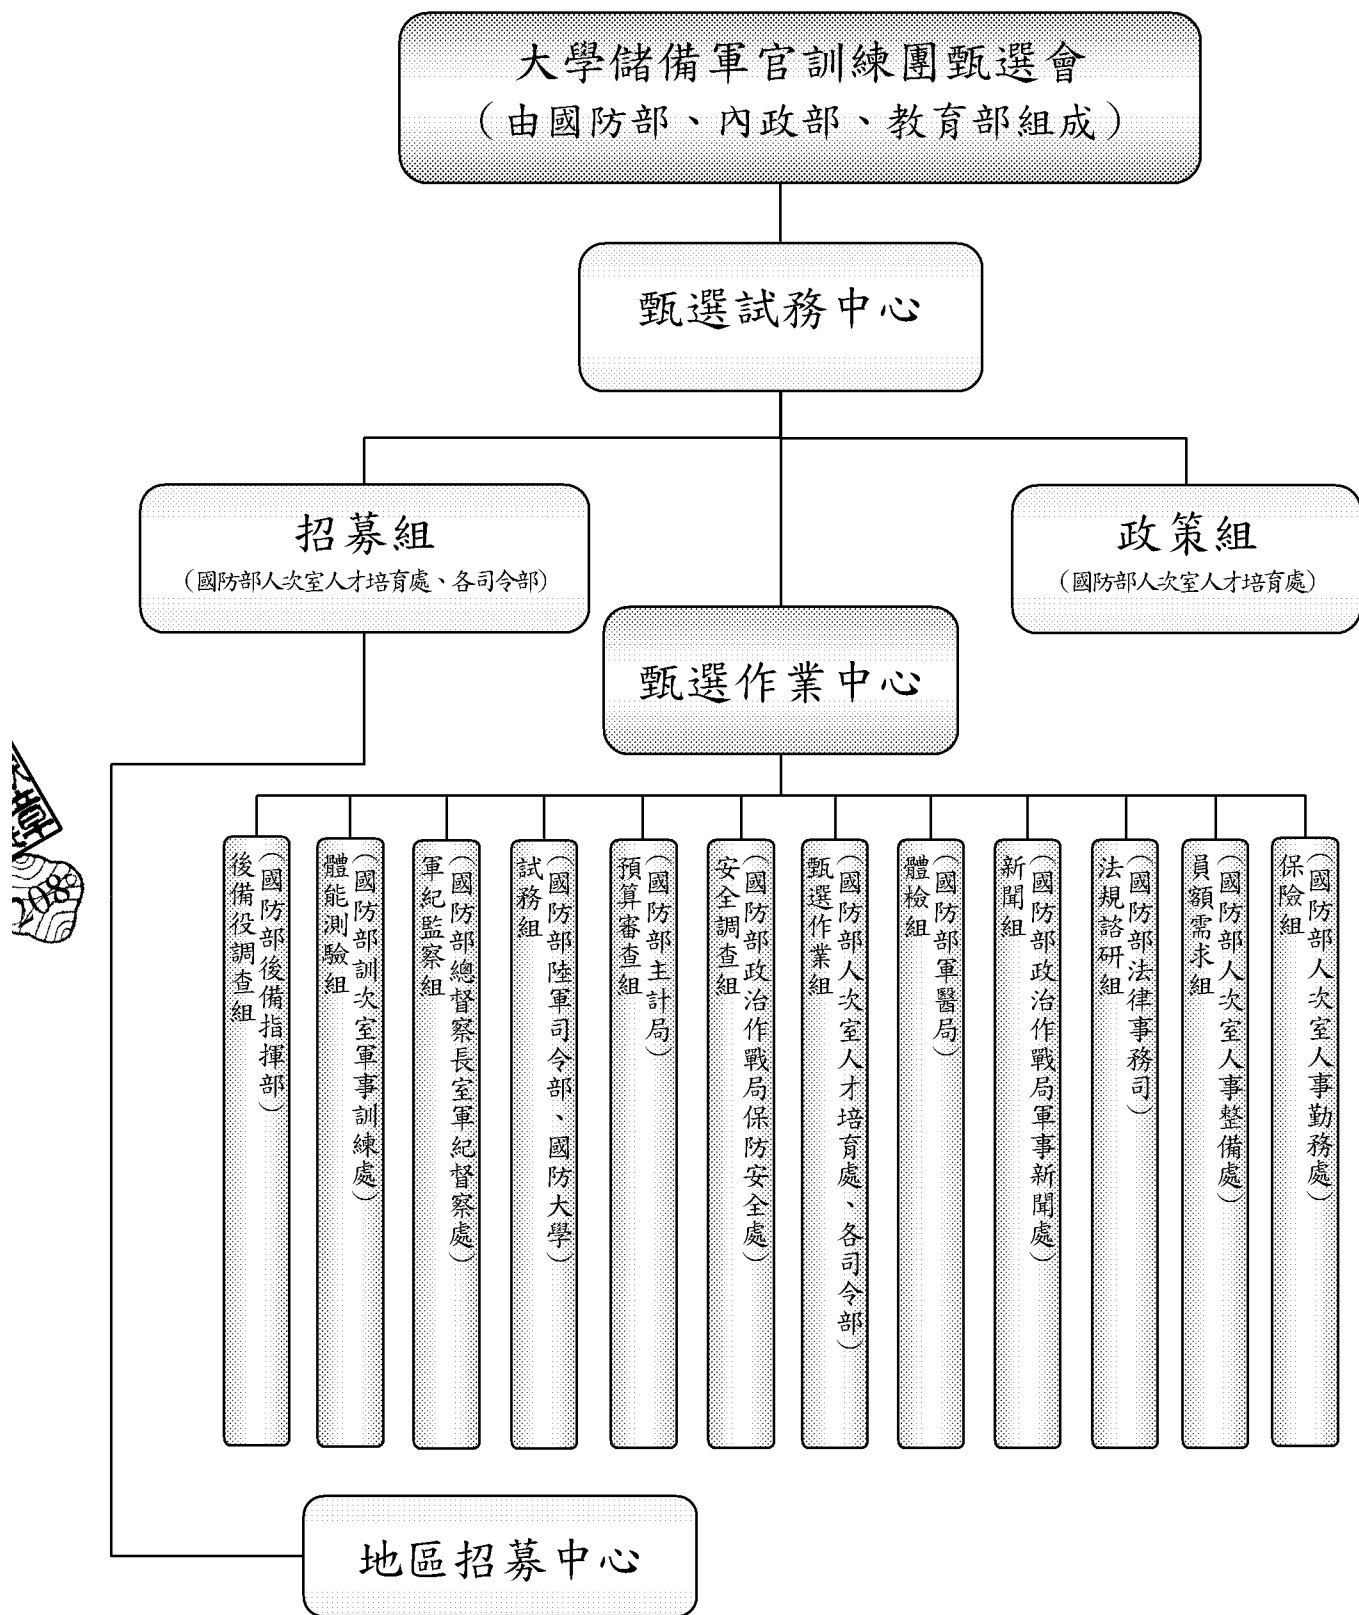 大學儲備軍官訓練團甄選會
（由國防部、內政部、教育部組成）
甄選試務中心
招募組
（國防部人次室人才培育處、各司令部）
政策組
（國防部人次室人才培育處）
甄選作業中心
後備役調查組
（國防部後備指揮部）
體能測驗組
（國防部訓次室軍事訓練處）
軍紀監察組
（國防部總督察長室軍紀督察處）
試務組
（國防部陸軍司令部、國防大學）
預算審查組
（國防部主計局）
安全調查組
（國防部政治作戰局保防安全處）
甄選作業組
（國防部人次室人才培育處、各司令部）
體檢組
（國防部軍醫局）
新聞組
（國防部政治作戰局軍事新聞處）
法規諮研組
（國防部法律事務司）
員額需求組
（國防部人次室人事整備處）
保險組
（國防部人次室人事勤務處）
章
地區招募中心